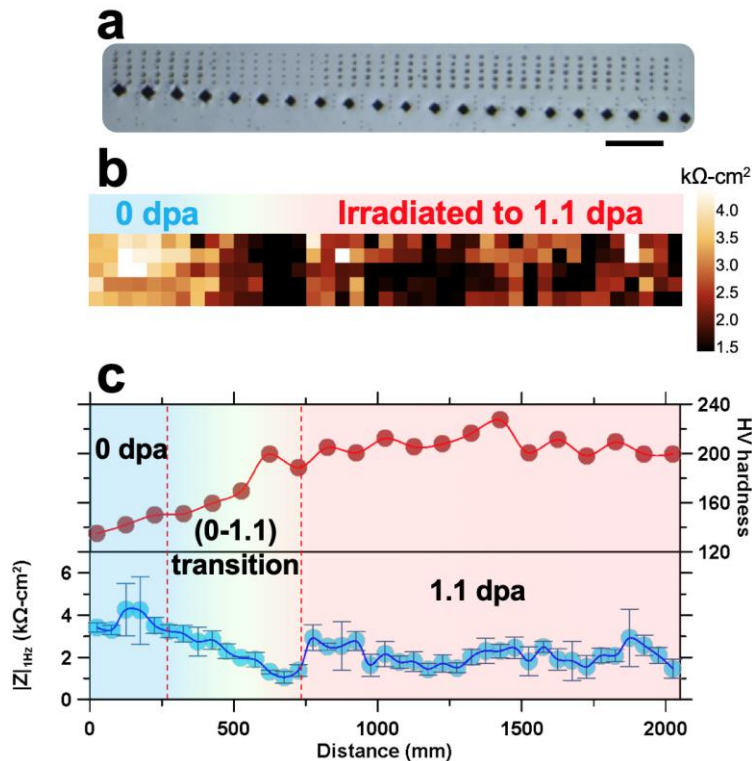 a
b
kΩ-cm²
0 dpa
Irradiated to 1.1 dpa
4.0
3.0
2.5
2.0
1.5
c
240
200
160
120
HV hardness
0 dpa
(0-1.1)
transition
1.1 dpa
6
4
2
0
|Z|1Hz (kΩ-cm²)
0
500
1000
1500
2000
Distance (mm)